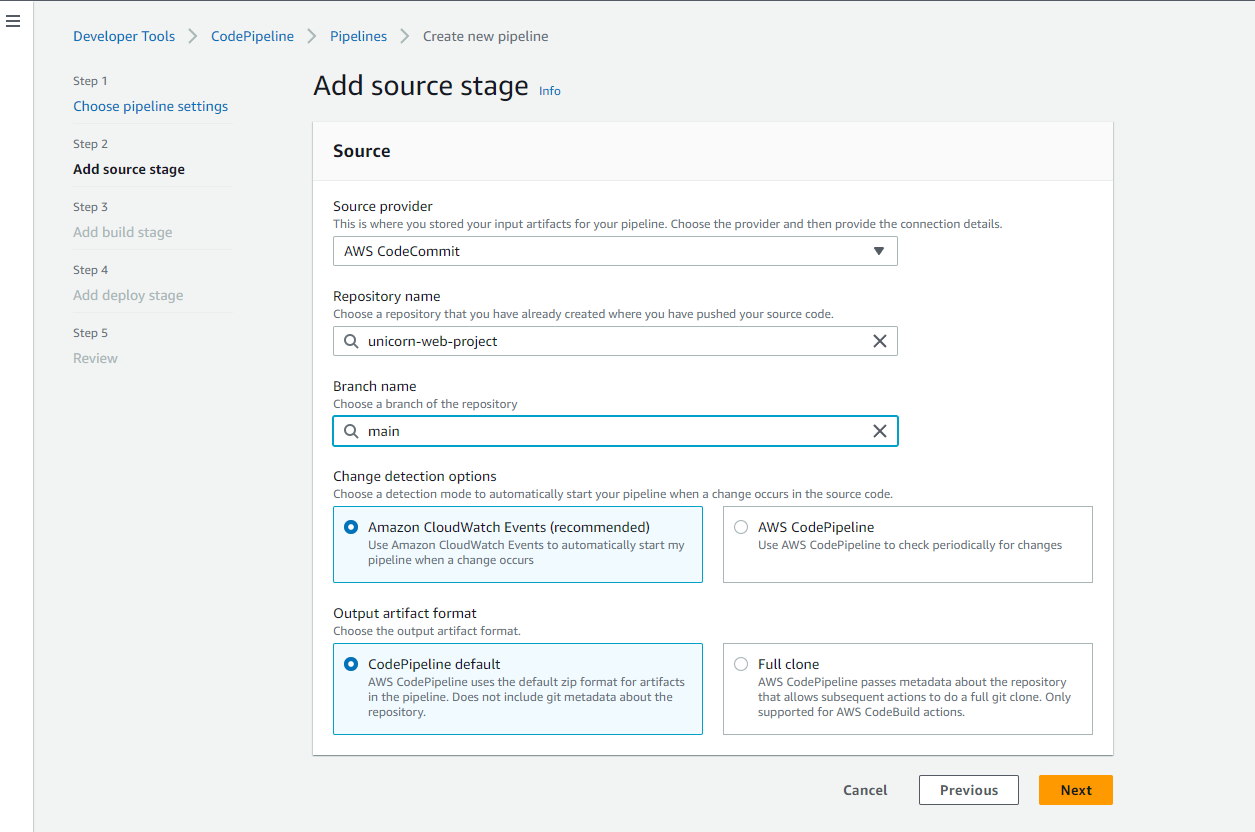 Developer Tools > CodePipeline > Pipelines > Create new pipeline
Step 1
Choose pipeline settings
Step 2
Add source stage
Step 3
Add build stage
Step 4
Add deploy stage
Step 5
Review
Add source stage Info
Source
Source provider
This is where you stored your input artifacts for your pipeline. Choose the provider and then provide the connection details.
AWS CodeCommit
Repository name
Choose a repository that you have already created where you have pushed your source code.
unicorn-web-project
Branch name
Choose a branch of the repository
main
Change detection options
Choose a detection mode to automatically start your pipeline when a change occurs in the source code.
Amazon CloudWatch Events (recommended)
Use Amazon CloudWatch Events to automatically start my
pipeline when a change occurs
AWS CodePipeline
Use AWS CodePipeline to check periodically for changes
Output artifact format
Choose the output artifact format.
CodePipeline default
AWS CodePipeline uses the default zip format for artifacts
in the pipeline. Does not include git metadata about the
repository.
Full clone
AWS CodePipeline passes metadata about the repository
that allows subsequent actions to do a full git clone. Only
supported for AWS CodeBuild actions.
Cancel
Previous
Next